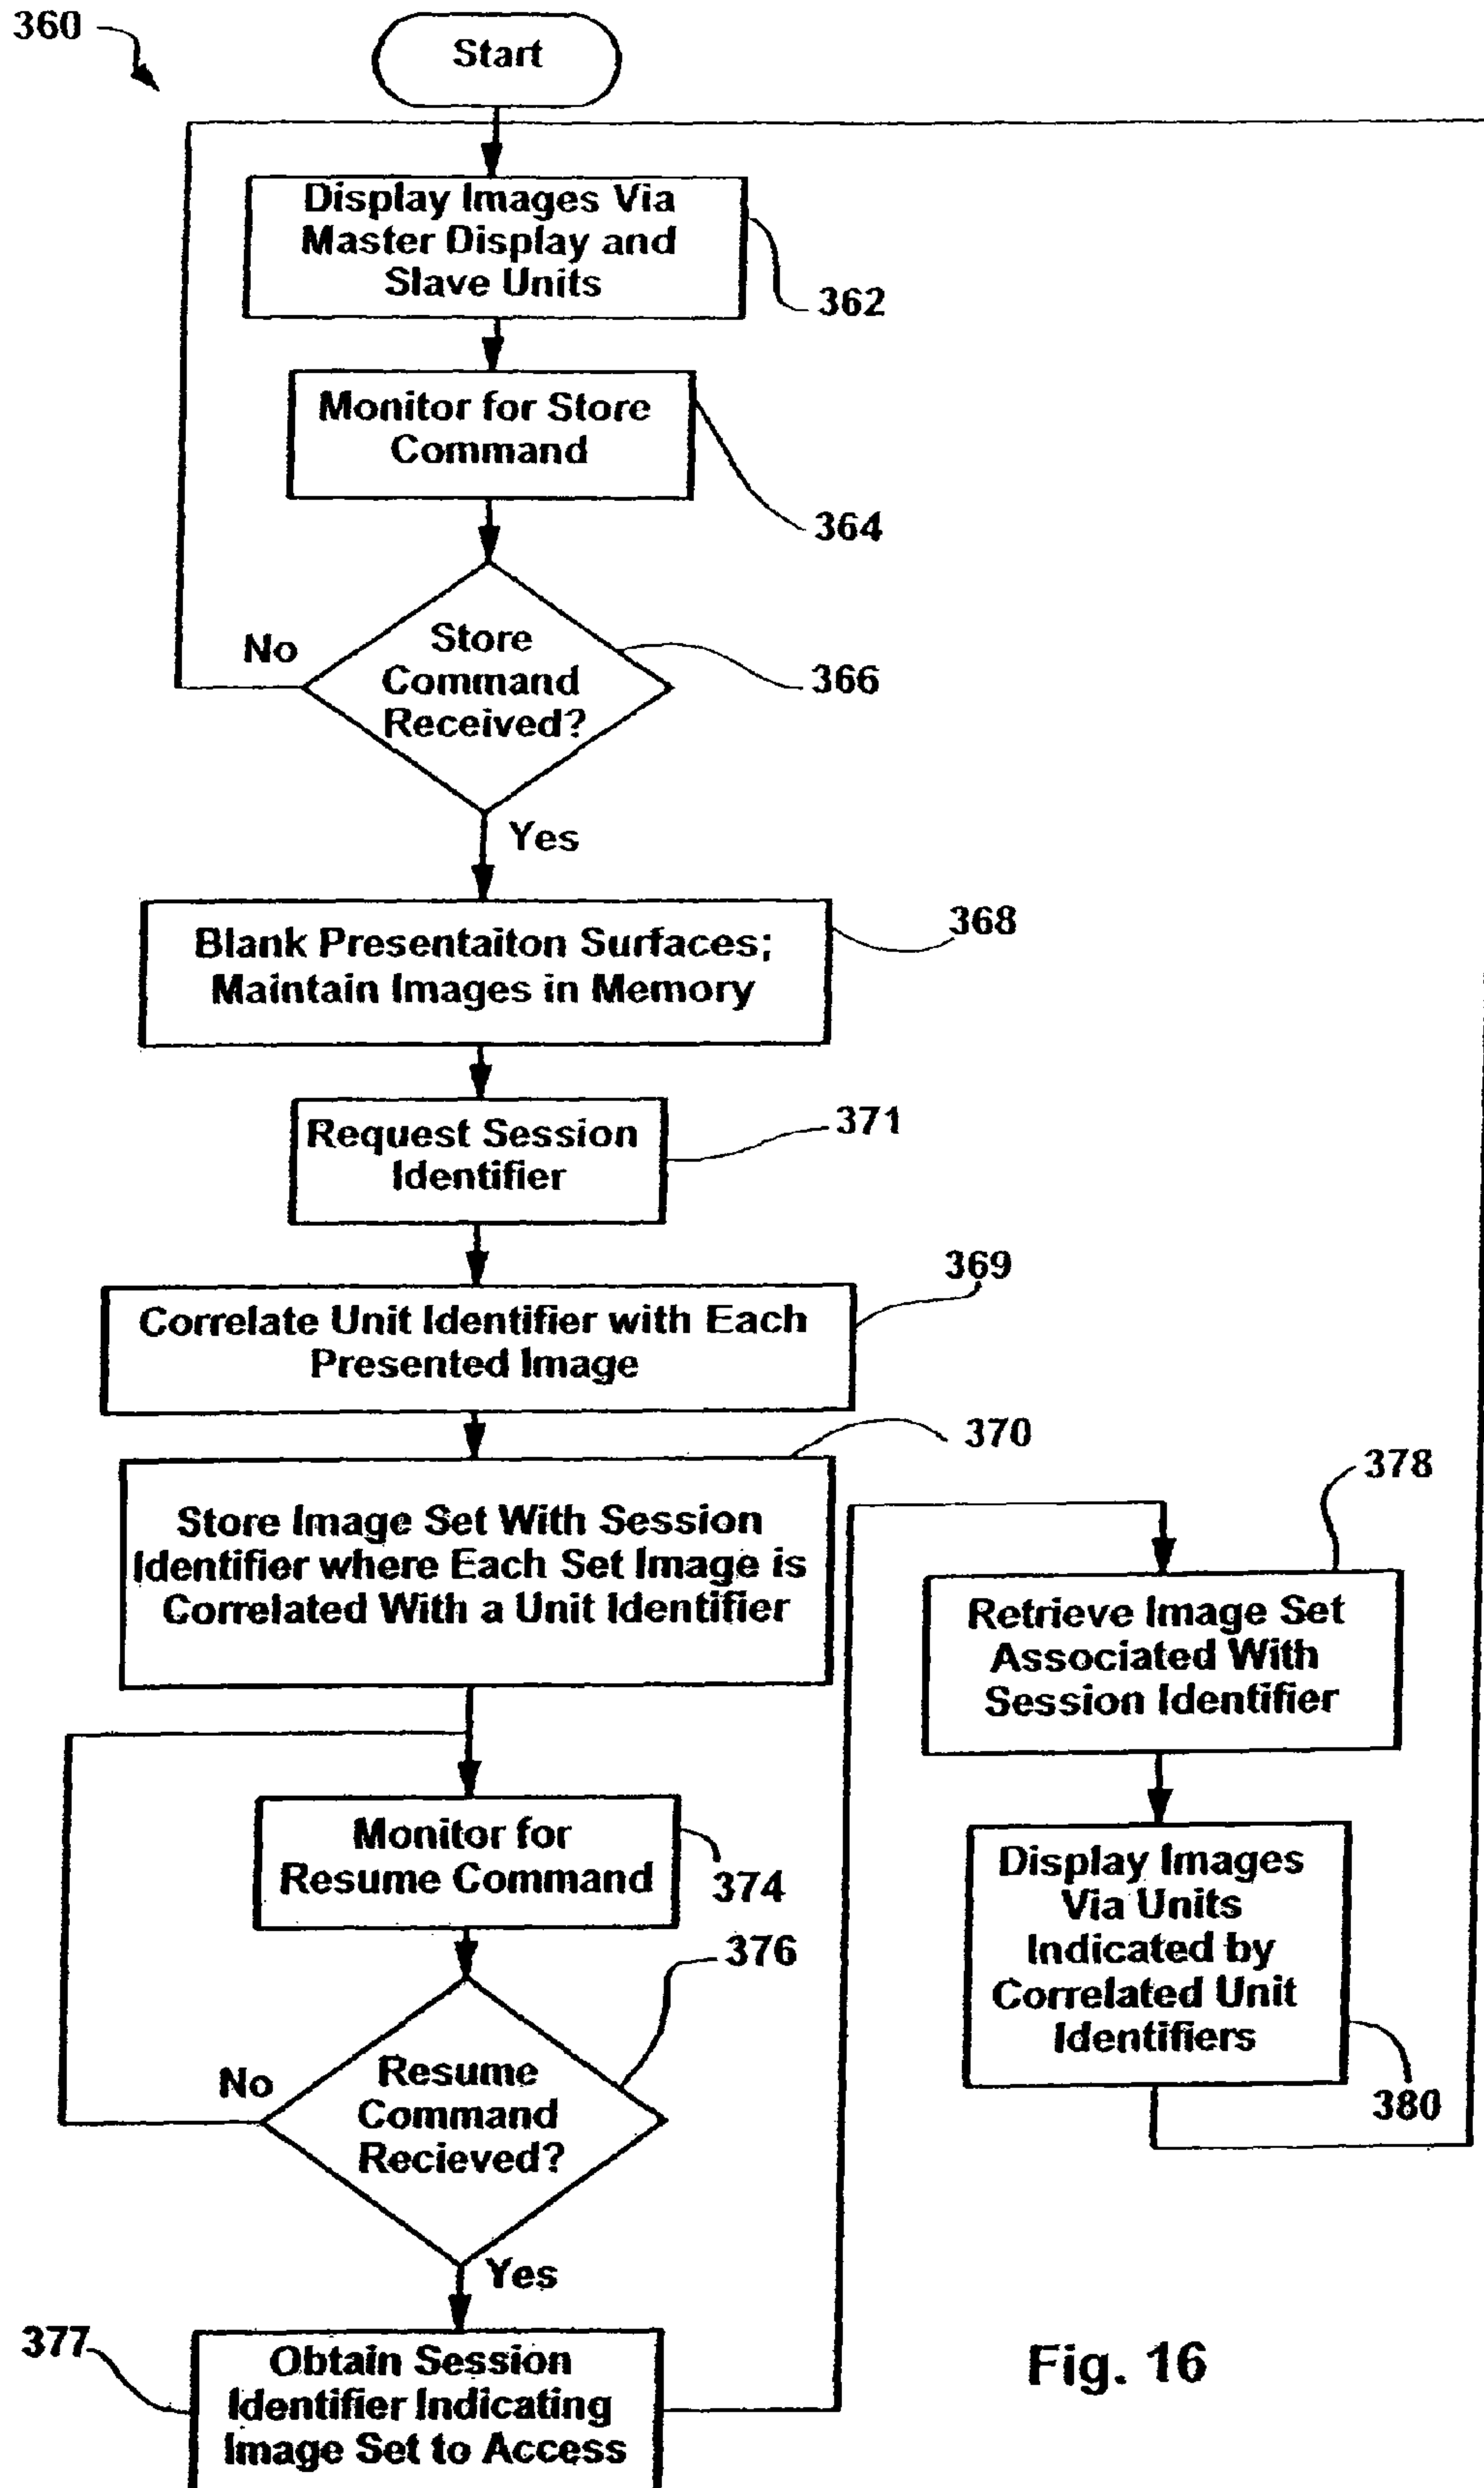 360
Start
Display Images Via
Master Display and
Slave Units
362
Monitor for Store
Command
364
Store
Command
Received?
No
366
Yes
Blank Presentaiton Surfaces;
Maintain Images in Memory
368
Request Session
Identifier
371
Correlate Unit Identifier with Each
Presented Image
369
Store Image Set With Session
Identifier where Each Set Image is
Correlated With a Unit Identifier
370
Monitor for
Resume Command
374
Resume
Command
Recieved?
No
376
Yes
Obtain Session
Identifier Indicating
Image Set to Access
377
Retrieve Image Set
Associated With
Session Identifier
378
Display Images
Via Units
Indicated by
Correlated Unit
Identifiers
380
Fig. 16